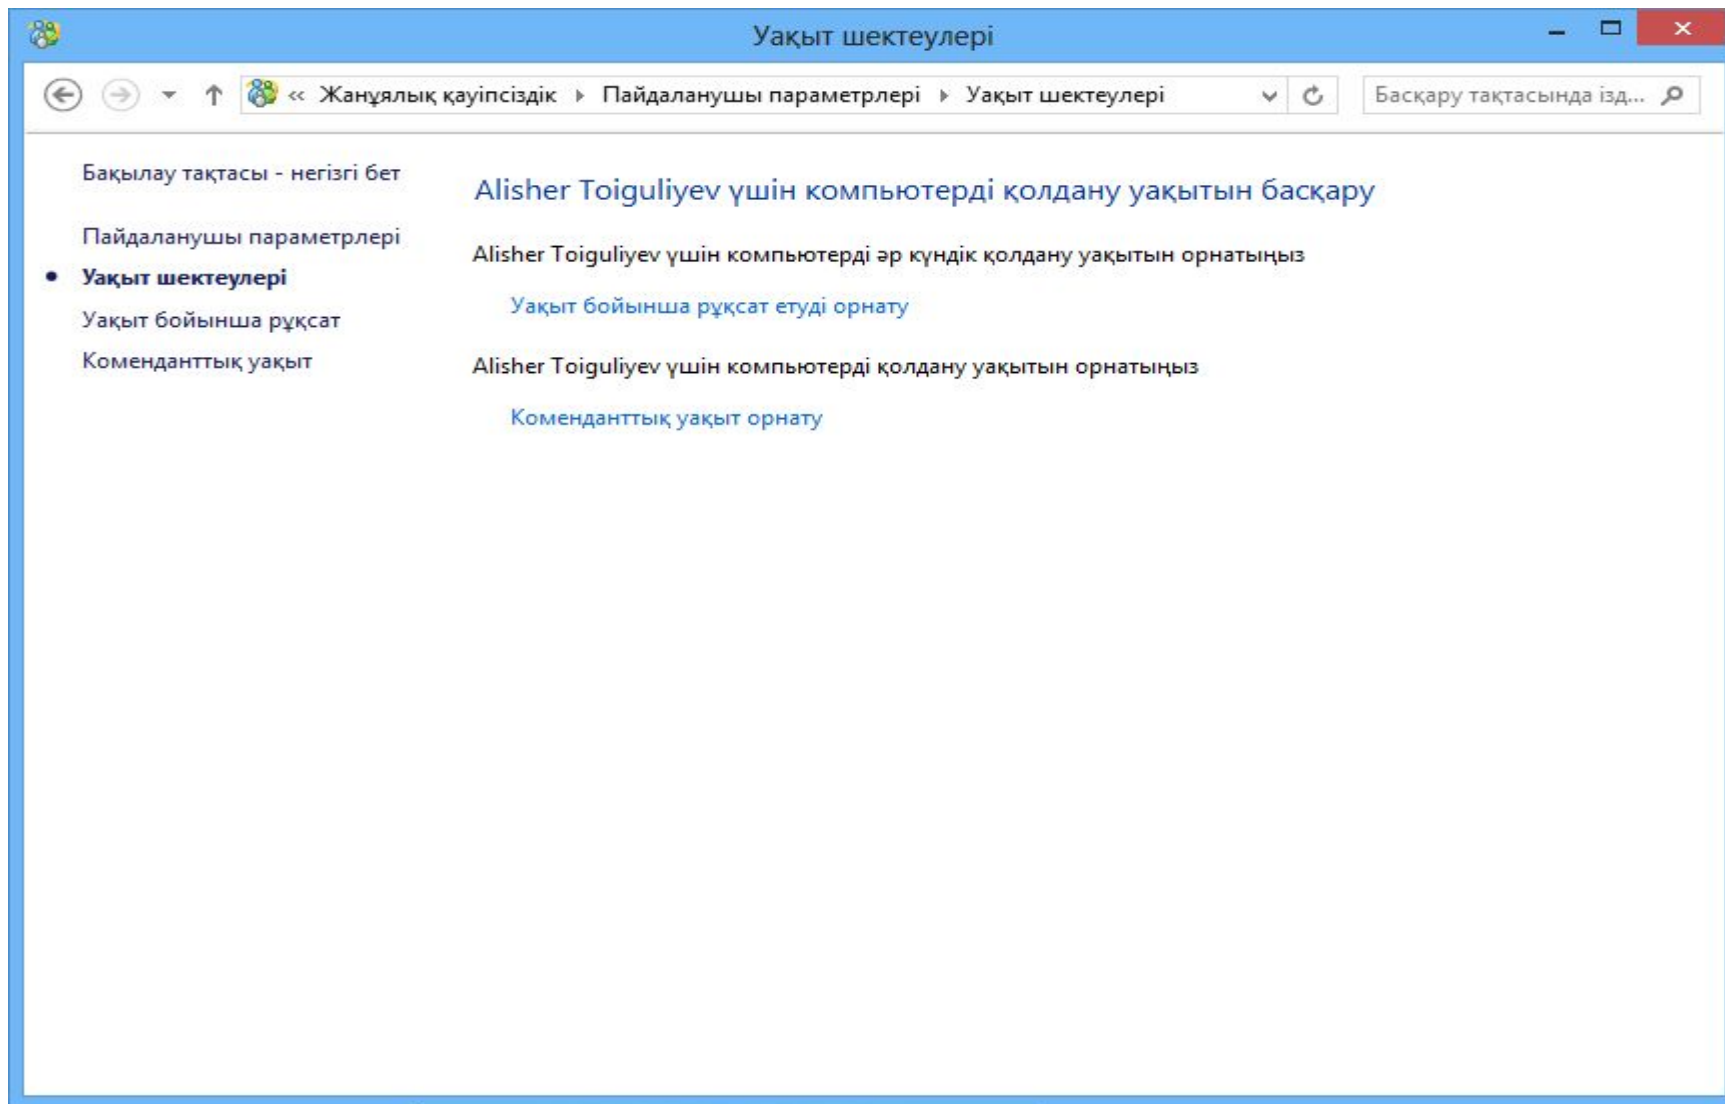 Уақыт шектеулері
« Жанұялық қауіпсіздік ▸ Пайдаланушы параметрлері ▸ Уақыт шектеулері
Басқару тақтасында ізд...
Бақылау тақтасы - негізгі бет
Пайдаланушы параметрлері
• Уақыт шектеулері
Уақыт бойынша рұқсат
Коменданттық уақыт
Alisher Toiguliyev үшін компьютерді қолдану уақытын басқару
Alisher Toiguliyev үшін компьютерді әр күндік қолдану уақытын орнатыңыз
Уақыт бойынша рұқсат етуді орнату
Alisher Toiguliyev үшін компьютерді қолдану уақытын орнатыңыз
Коменданттық уақыт орнату